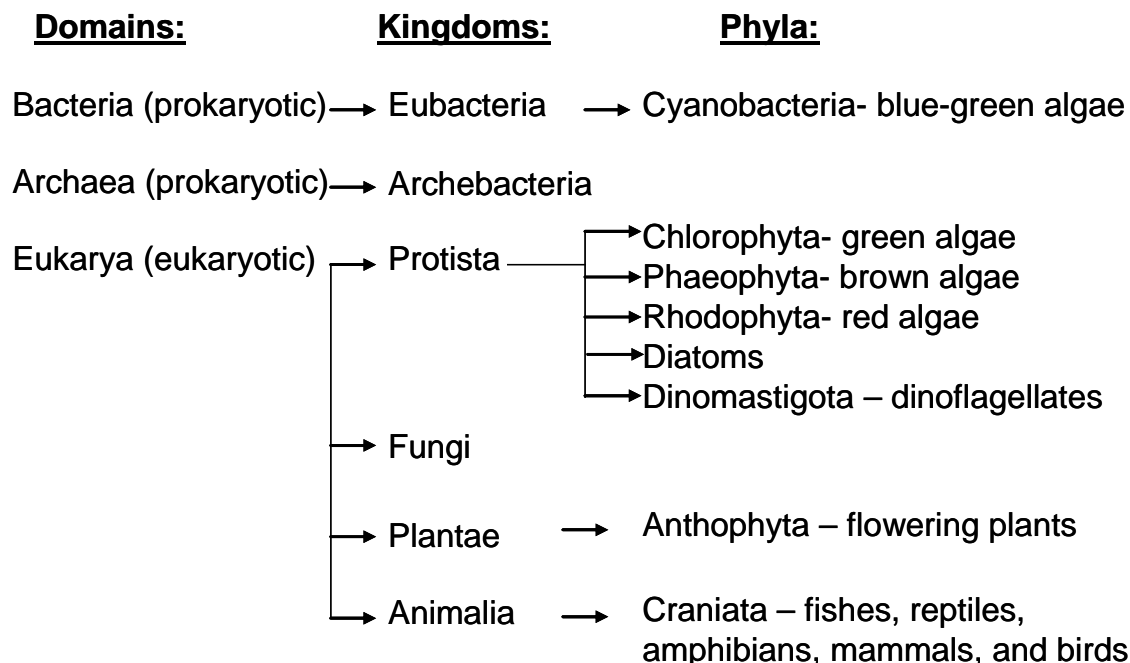 Domains: Kingdoms: Phyla:
Bacteria (prokaryotic) Eubacteria Cyanobacteria- blue-green algae
Archaea (prokaryotic) Archebacteria
Eukarya (eukaryotic) Protista
Chlorophyta- green algae
Phaeophyta- brown algae
Rhodophyta- red algae
Diatoms
Dinomastigota – dinoflagellates
Fungi
Plantae Anthophyta – flowering plants
Animalia Craniata – fishes, reptiles,
amphibians, mammals, and birds